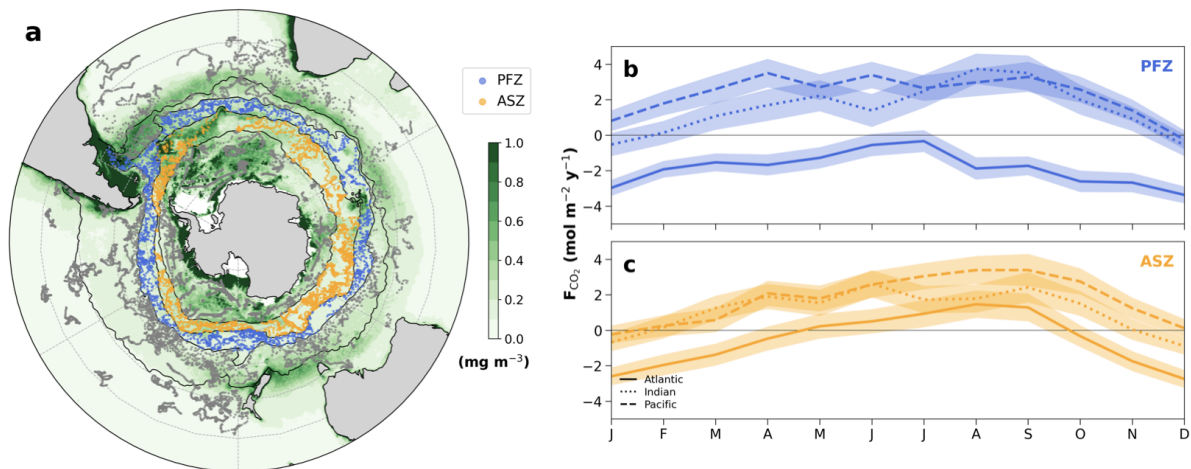 a
PFZ
ASZ
1.0
0.8
0.6
0.4
0.2
0.0
(mg m⁻³)
b
PFZ
4
2
0
−2
−4
c
ASZ
4
2
0
−2
−4
F_CO₂ (mol m⁻² y⁻¹)
Atlantic
Indian
Pacific
J F M A M J J A S O N D